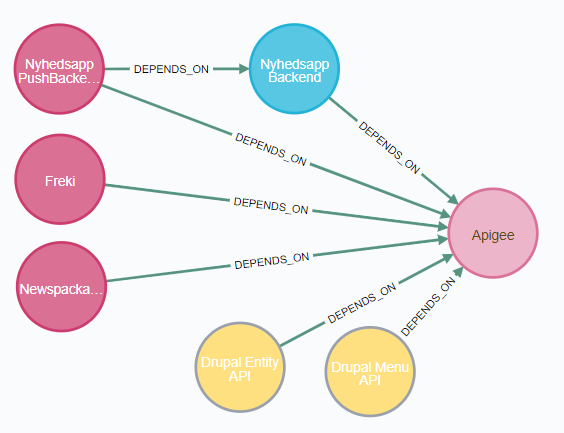 Nyhedsapp
PushBacke...
DEPENDS_ON
Nyhedsapp
Backend
DEPENDS_ON
DEPENDS_ON
Freki
DEPENDS_ON
Apigee
Newspacka...
DEPENDS_ON
DEPENDS_ON
DEPENDS_ON
Drupal Entity
API
Drupal Menu
API